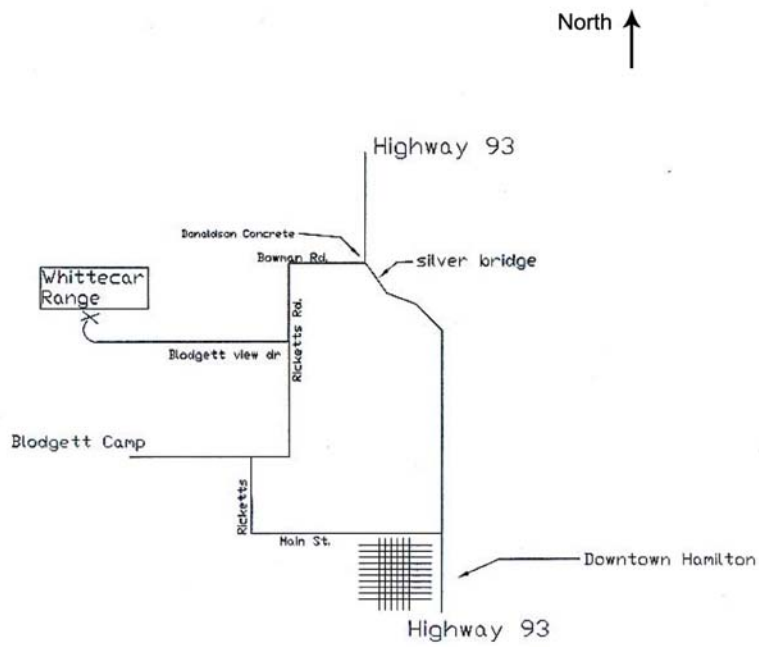 North
Highway 93
Donaldson Concrete
Bowman Rd.
silver bridge
Whittecar
Range
Ricketts Rd.
Blodgett view dr
Blodgett Camp
Ricketts
Main St.
Downtown Hamilton
Highway 93